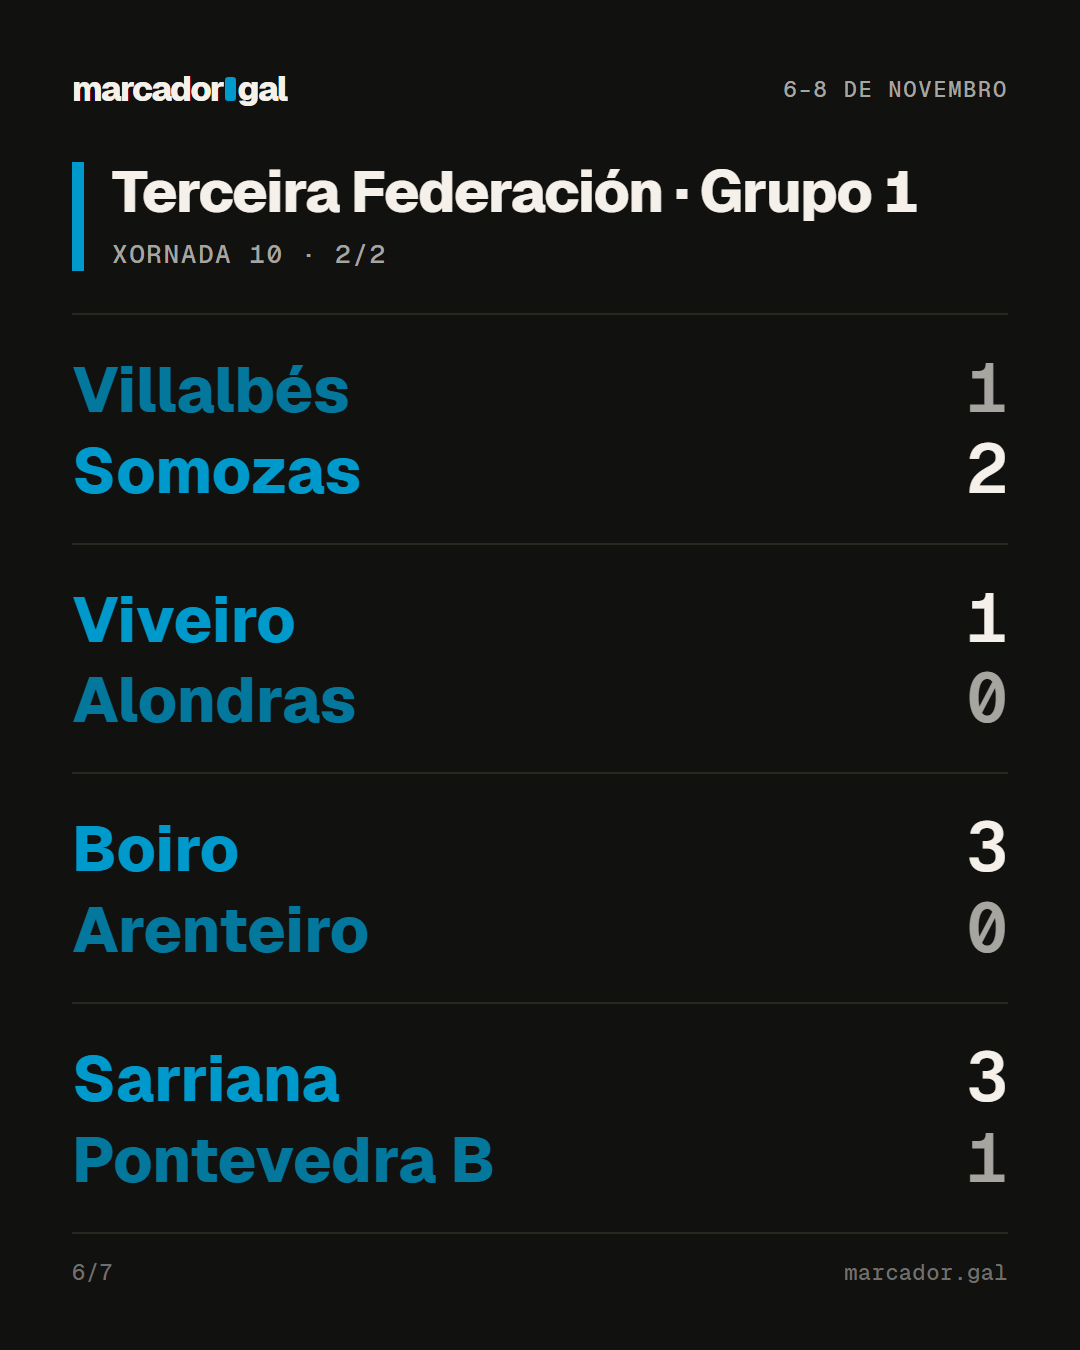 marcador gal
6-8 DE NOVEMBRO
Terceira Federación · Grupo 1
XORNADA 10 · 2/2
Villalbés 1
Somozas 2
Viveiro 1
Alondras 0
Boiro 3
Arenteiro 0
Sarriana 3
Pontevedra B 1
6/7
marcador.gal